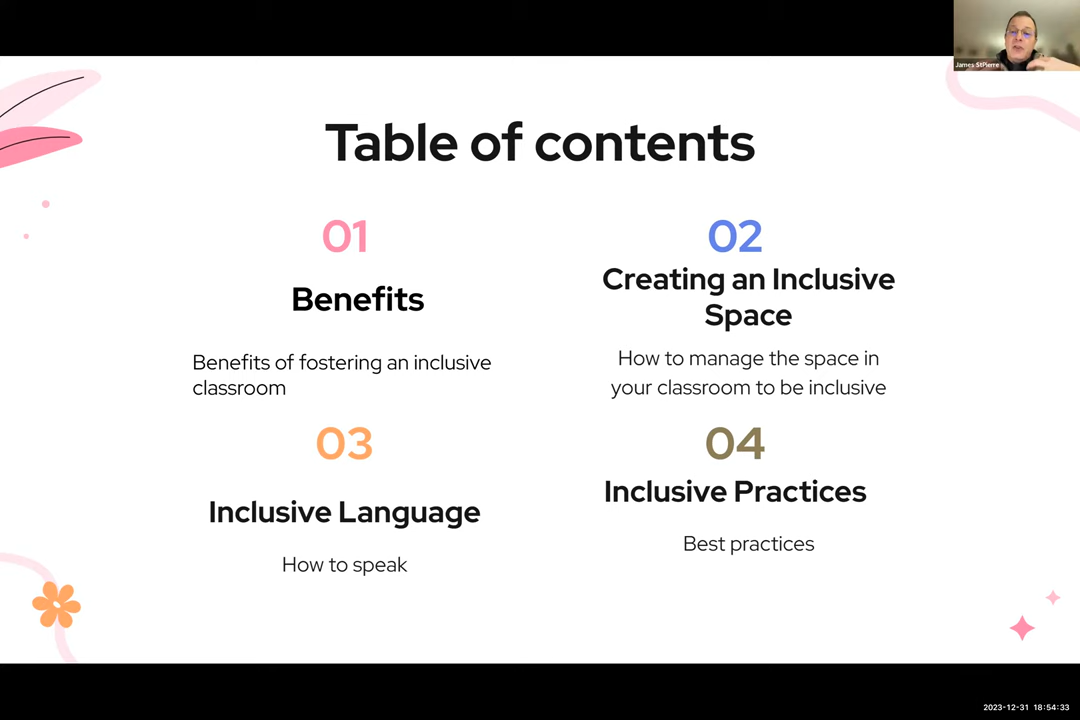 James StPierre
Table of contents
01
Benefits
Benefits of fostering an inclusive
classroom
02
Creating an Inclusive
Space
How to manage the space in
your classroom to be inclusive
03
Inclusive Language
How to speak
04
Inclusive Practices
Best practices
2023-12-31 18:54:33